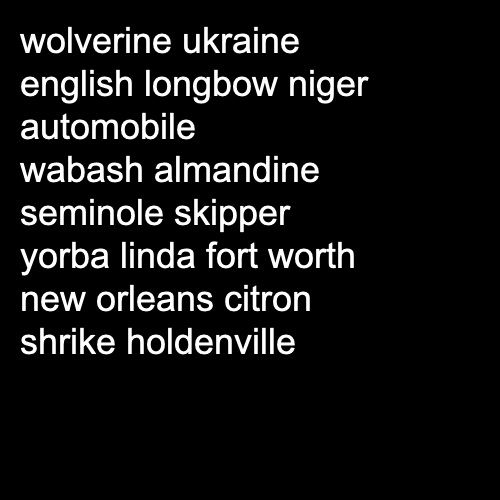 wolverine ukraine
english longbow niger
automobile
wabash almandine
seminole skipper
yorba linda fort worth
new orleans citron
shrike holdenville